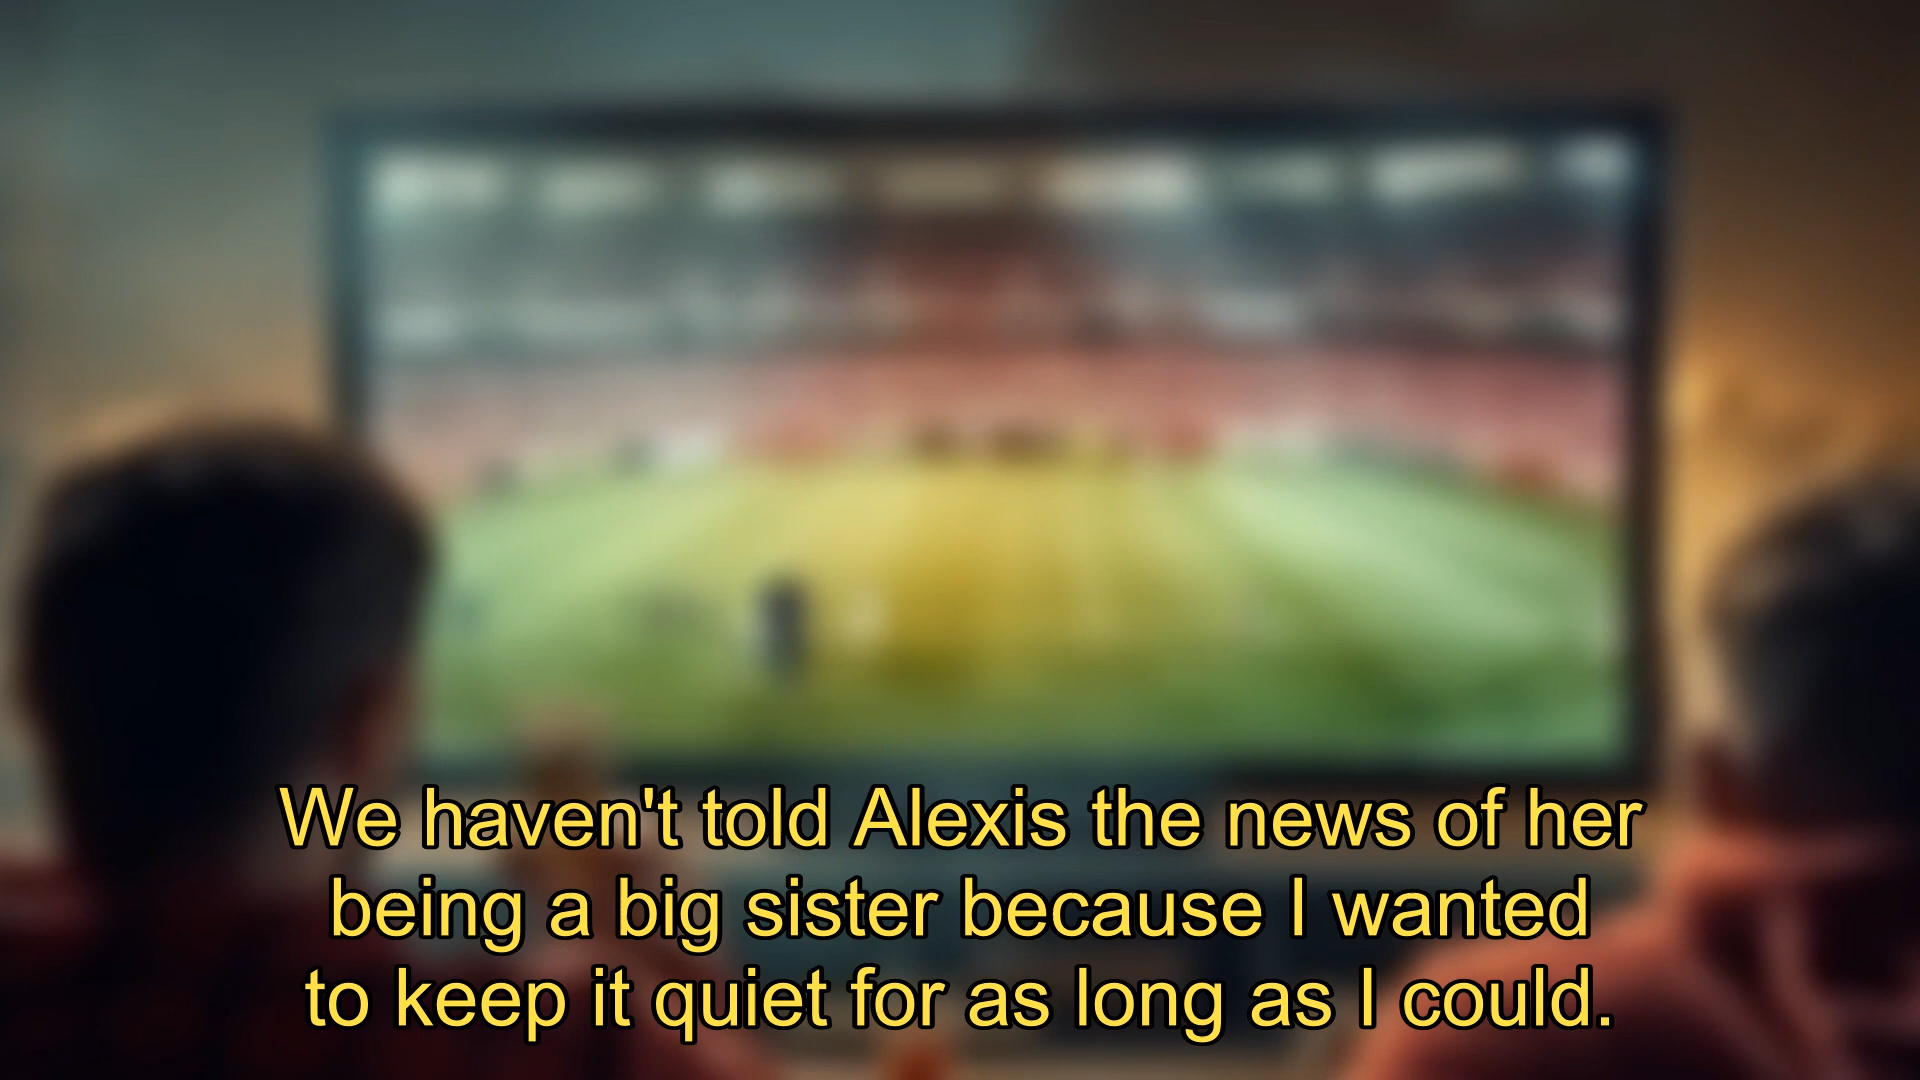 We haven't told Alexis the news of her
being a big sister because I wanted
to keep it quiet for as long as I could.